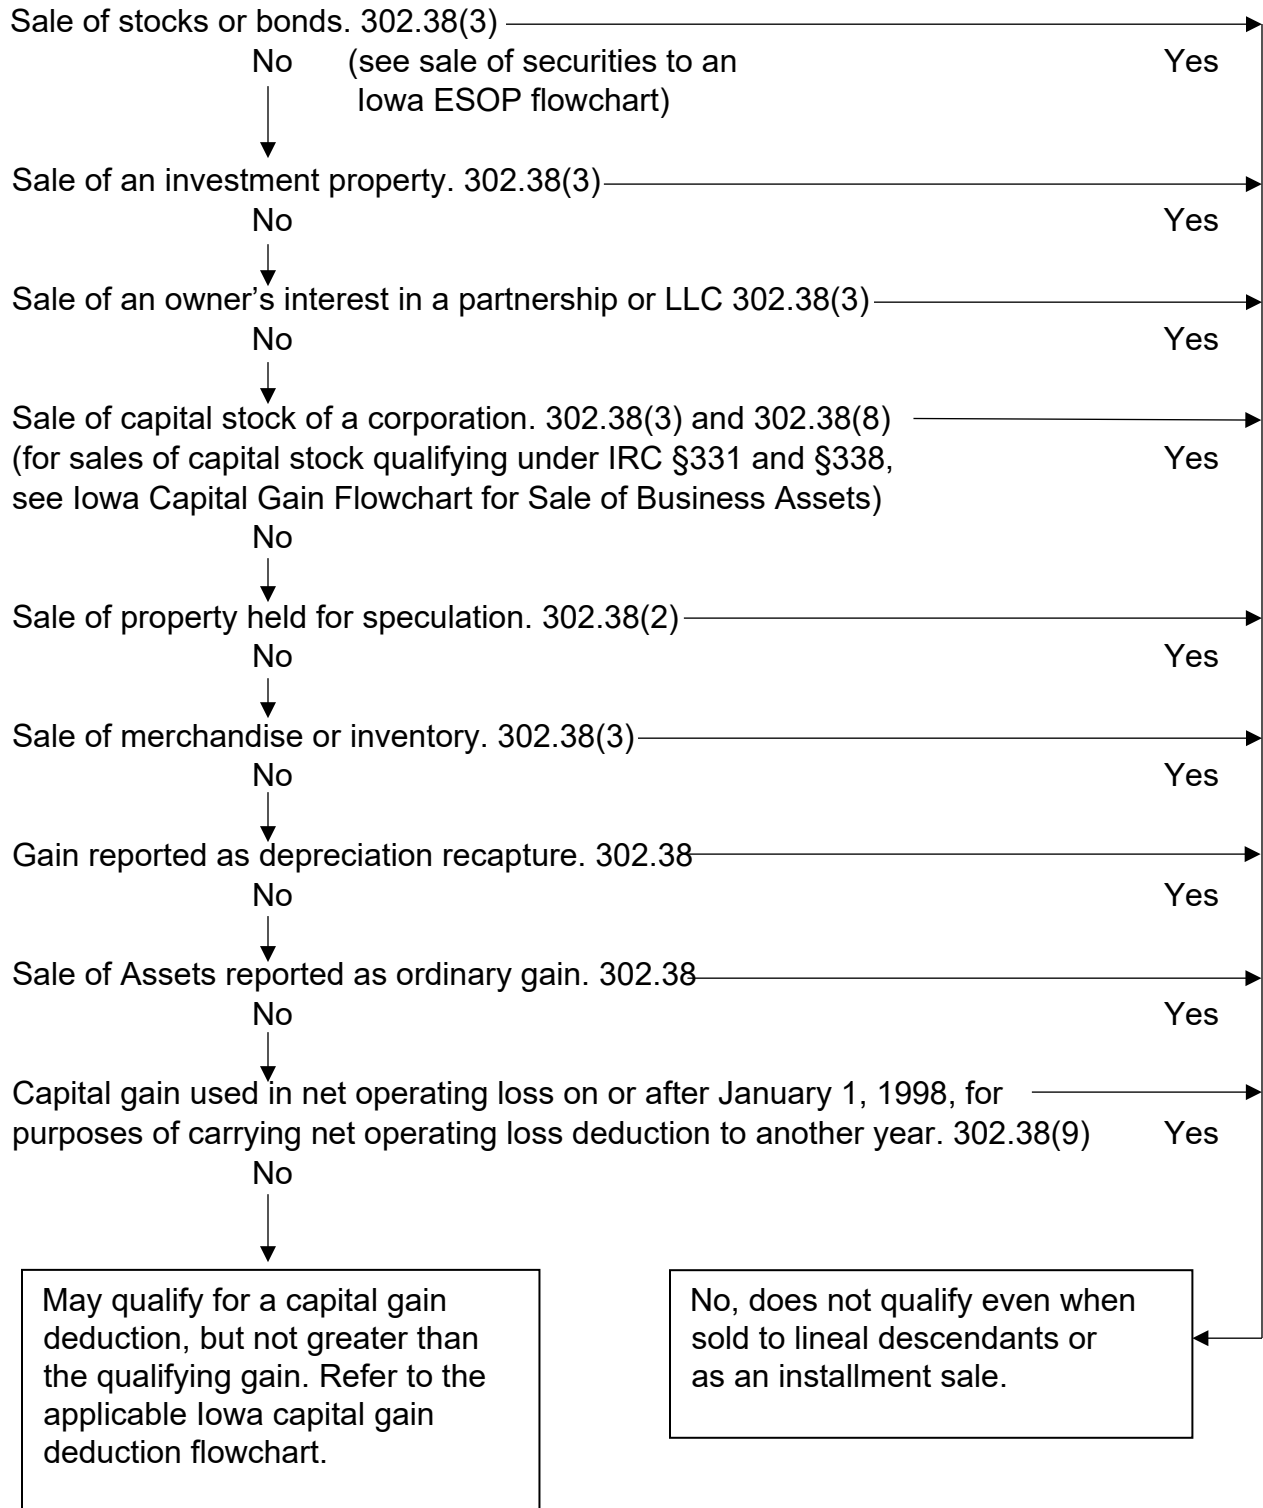 Sale of stocks or bonds. 302.38(3)
No (see sale of securities to an Yes
Iowa ESOP flowchart)
Sale of an investment property. 302.38(3)
No Yes
Sale of an owner's interest in a partnership or LLC 302.38(3)
No Yes
Sale of capital stock of a corporation. 302.38(3) and 302.38(8)
(for sales of capital stock qualifying under IRC §331 and §338, Yes
see Iowa Capital Gain Flowchart for Sale of Business Assets)
No
Sale of property held for speculation. 302.38(2)
No Yes
Sale of merchandise or inventory. 302.38(3)
No Yes
Gain reported as depreciation recapture. 302.38
No Yes
Sale of Assets reported as ordinary gain. 302.38
No Yes
Capital gain used in net operating loss on or after January 1, 1998, for
purposes of carrying net operating loss deduction to another year. 302.38(9) Yes
No
May qualify for a capital gain
deduction, but not greater than
the qualifying gain. Refer to the
applicable Iowa capital gain
deduction flowchart.
No, does not qualify even when
sold to lineal descendants or
as an installment sale.